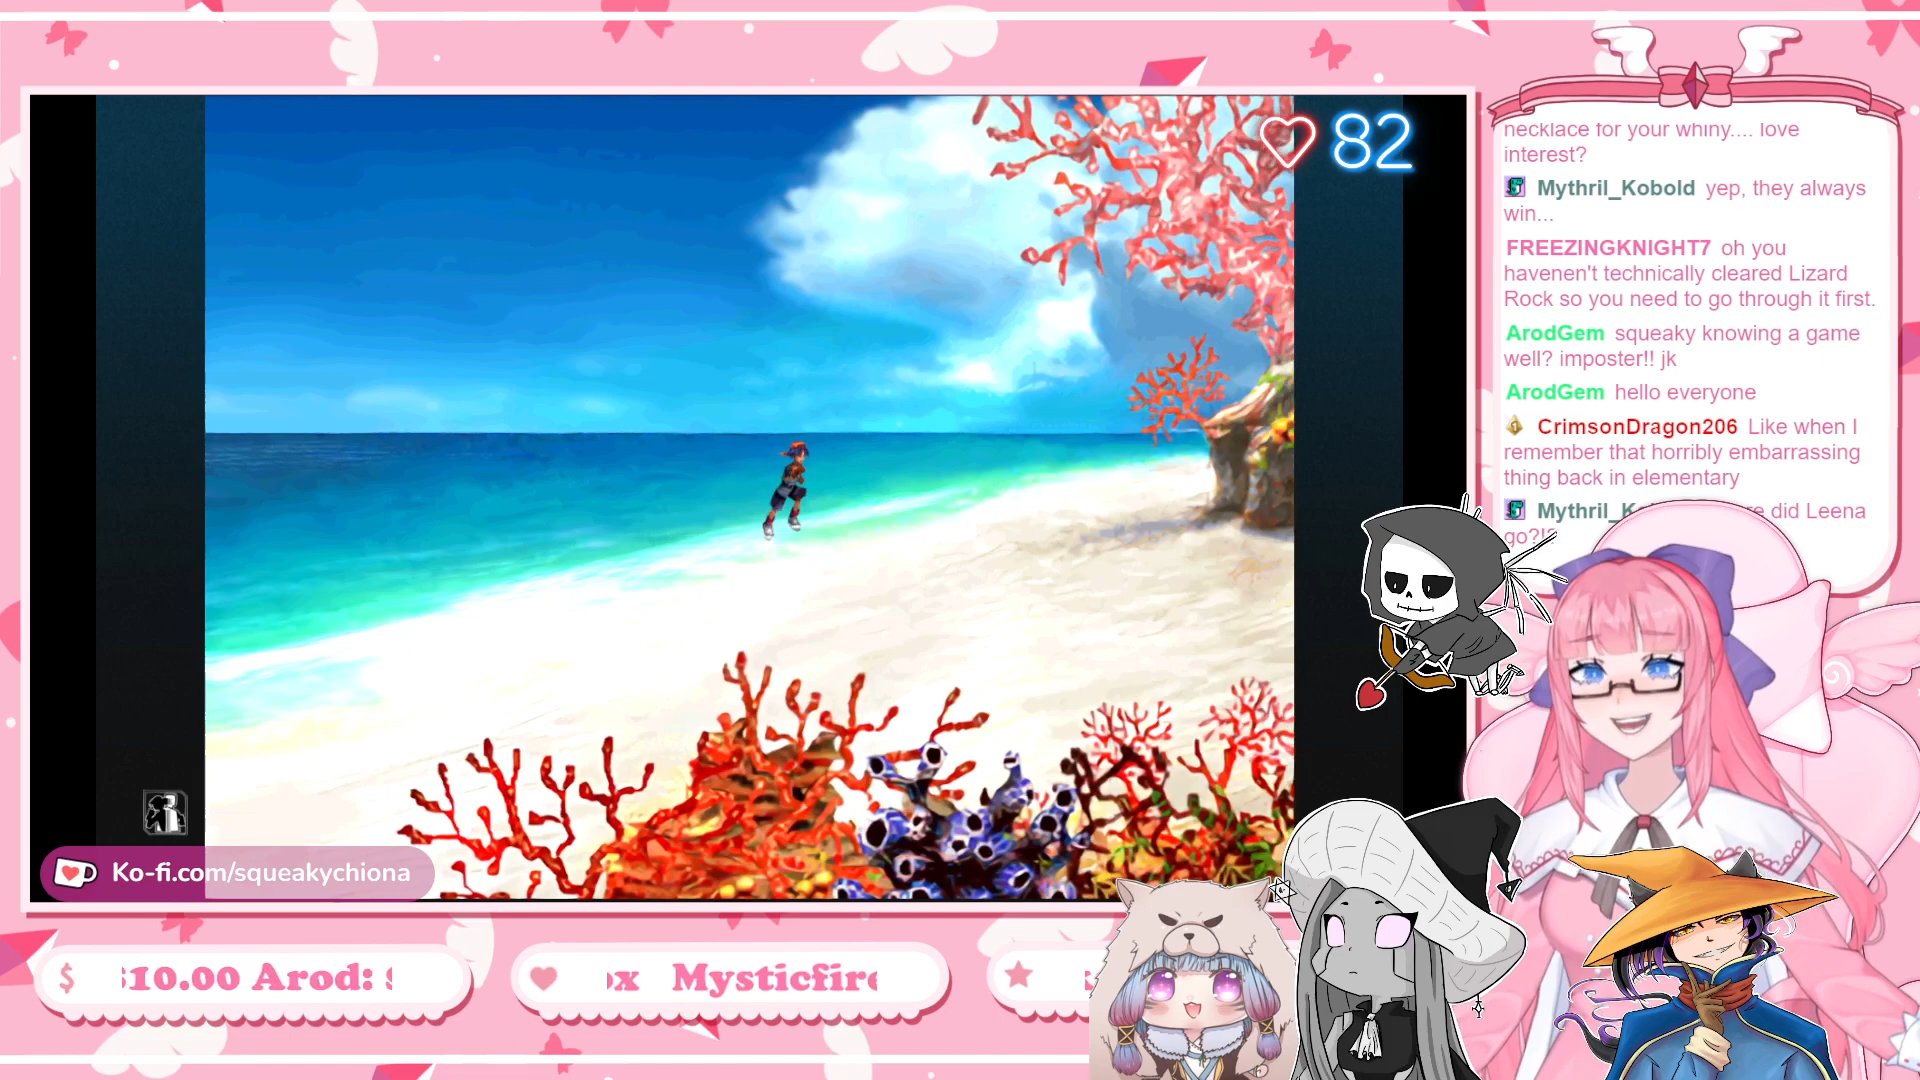 82
necklace for your whiny.... love
interest?
Mythril_Kobold yep, they always
win...
FREEZINGKNIGHT7 oh you
havenen't technically cleared Lizard
Rock so you need to go through it first.
ArodGem squeaky knowing a game
well? imposter!! jk
ArodGem hello everyone
CrimsonDragon206 Like when I
remember that horribly embarrassing
thing back in elementary
did Leena
go?!?
Ko-fi.com/squeakychiona
$10.00 Arod:
Mysticfire